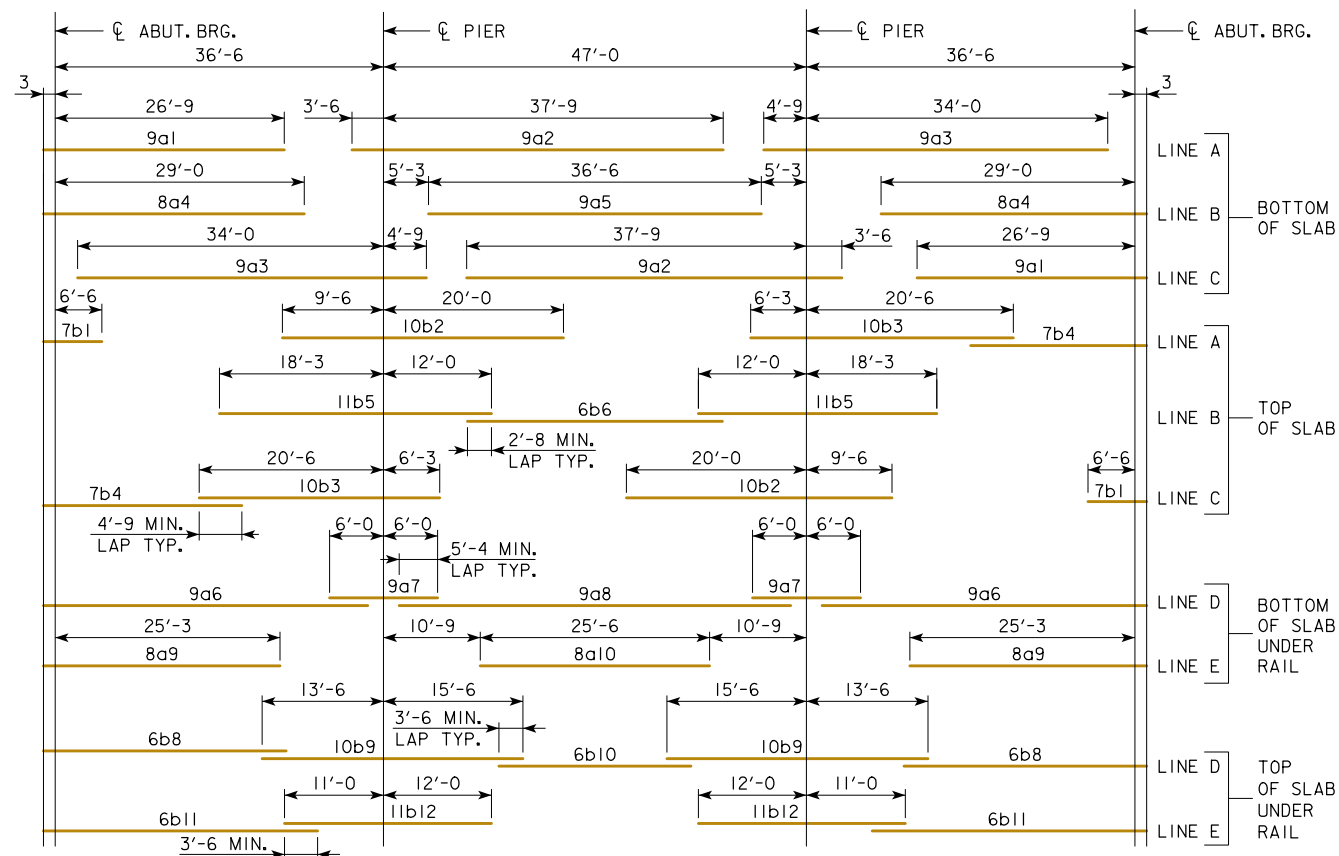 ℄ ABUT. BRG.
℄ PIER
℄ PIER
℄ ABUT. BRG.
36'-6
47'-0
36'-6
3
3
26'-9
3'-6
37'-9
4'-9
34'-0
9a1
9a2
9a3
LINE A
29'-0
5'-3
36'-6
5'-3
29'-0
8a4
9a5
8a4
LINE B
BOTTOM
OF SLAB
34'-0
4'-9
37'-9
3'-6
26'-9
9a3
9a2
9a1
LINE C
6'-6
9'-6
20'-0
6'-3
20'-6
7b1
10b2
10b3
7b4
LINE A
18'-3
12'-0
12'-0
18'-3
11b5
6b6
11b5
LINE B
TOP
OF SLAB
2'-8 MIN.
LAP TYP.
20'-6
6'-3
20'-0
9'-6
6'-6
7b4
10b3
10b2
7b1
LINE C
4'-9 MIN.
LAP TYP.
6'-0
6'-0
6'-0
6'-0
5'-4 MIN.
LAP TYP.
9a6
9a7
9a8
9a7
9a6
LINE D
BOTTOM
OF SLAB
UNDER
RAIL
25'-3
10'-9
25'-6
10'-9
25'-3
8a9
8a10
8a9
LINE E
13'-6
15'-6
15'-6
13'-6
3'-6 MIN.
LAP TYP.
6b8
10b9
6b10
10b9
6b8
LINE D
TOP
OF SLAB
UNDER
RAIL
11'-0
12'-0
12'-0
11'-0
6b11
11b12
11b12
6b11
LINE E
3'-6 MIN.